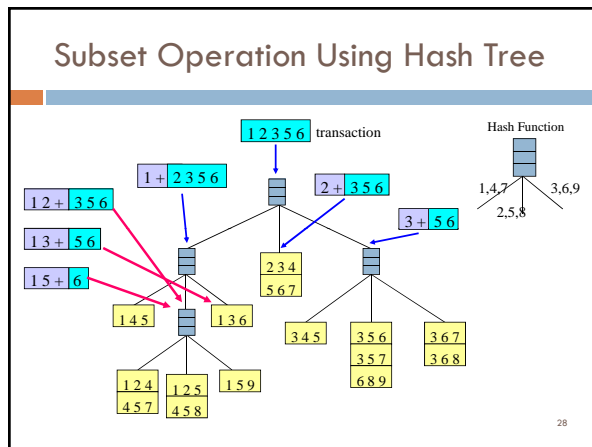 Subset Operation Using Hash Tree
1 2 3 5 6 transaction
Hash Function
1 + 2 3 5 6
2 + 3 5 6
1,4,7
3,6,9
2,5,8
1 2 + 3 5 6
3 + 5 6
1 3 + 5 6
1 5 + 6
2 3 4
5 6 7
1 4 5
1 3 6
3 4 5
3 5 6
3 5 7
6 8 9
3 6 7
3 6 8
1 2 4
4 5 7
1 2 5
4 5 8
1 5 9
28